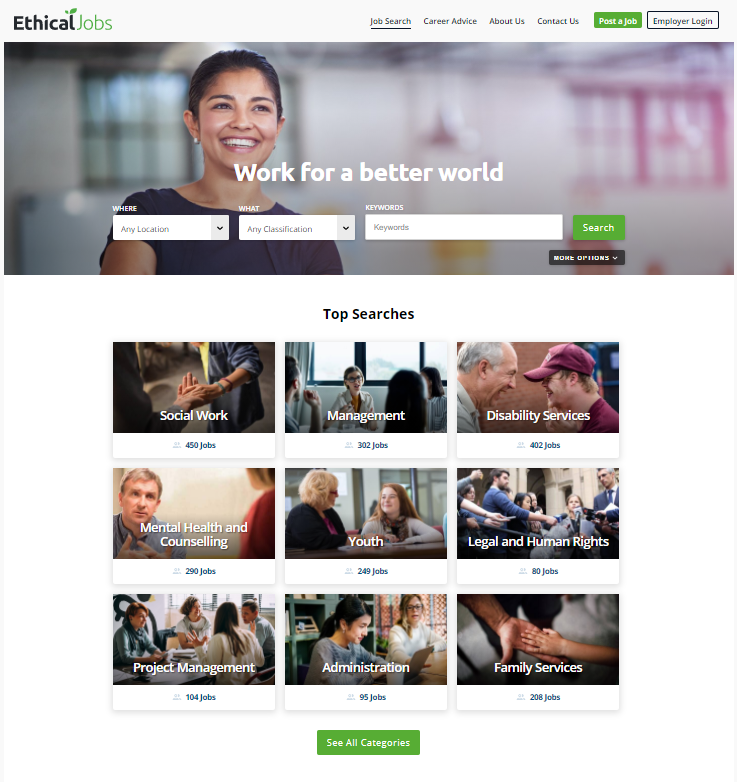 EthicalJobs
Job Search
Career Advice
About Us
Contact Us
Post a Job
Employer Login
Work for a better world
WHERE
WHAT
KEYWORDS
Any Location
Any Classification
Keywords
Search
MORE OPTIONS
Top Searches
Social Work
Management
Disability Services
450 Jobs
302 Jobs
402 Jobs
Mental Health and
Counselling
Youth
Legal and Human Rights
290 Jobs
249 Jobs
80 Jobs
Project Management
Administration
Family Services
104 Jobs
95 Jobs
208 Jobs
See All Categories